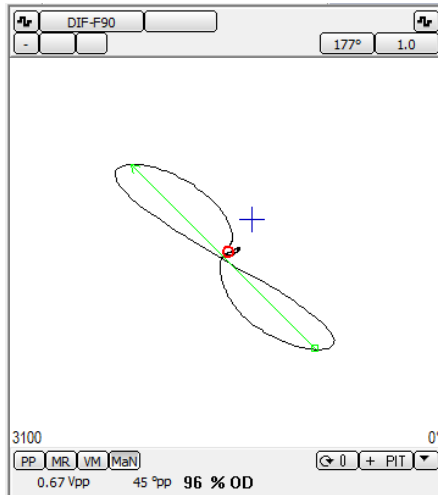 DIF-F90
- 177° 1.0
3100 0°
PP MR VM MaN 0 + PIT
0.67 Vpp 45 °pp 96 % OD